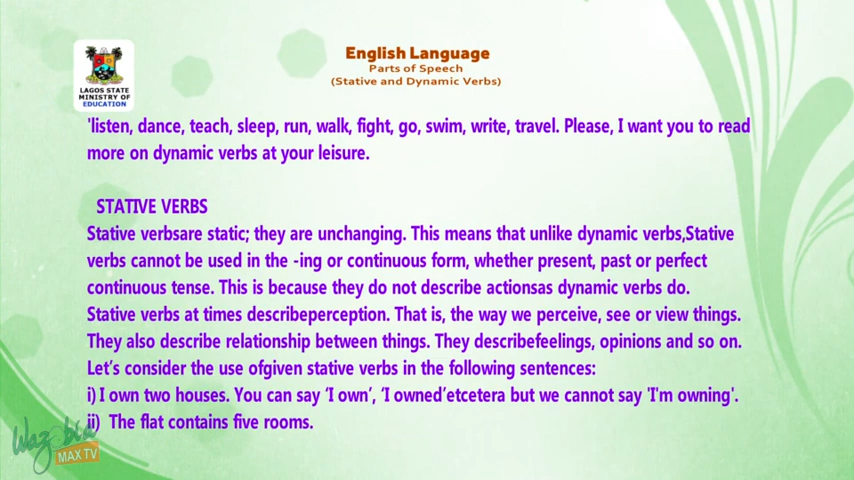 English Language
Parts of Speech
(Stative and Dynamic Verbs)
LAGOS STATE
MINISTRY OF
EDUCATION
'listen, dance, teach, sleep, run, walk, fight, go, swim, write, travel. Please, I want you to read
more on dynamic verbs at your leisure.
STATIVE VERBS
Stative verbsare static; they are unchanging. This means that unlike dynamic verbs,Stative
verbs cannot be used in the -ing or continuous form, whether present, past or perfect
continuous tense. This is because they do not describe actionsas dynamic verbs do.
Stative verbs at times describeperception. That is, the way we perceive, see or view things.
They also describe relationship between things. They describefeelings, opinions and so on.
Let's consider the use ofgiven stative verbs in the following sentences:
i) I own two houses. You can say ‘I own’, ‘I owned’etcetera but we cannot say 'I'm owning'.
ii) The flat contains five rooms.
Wazobia
MAX TV